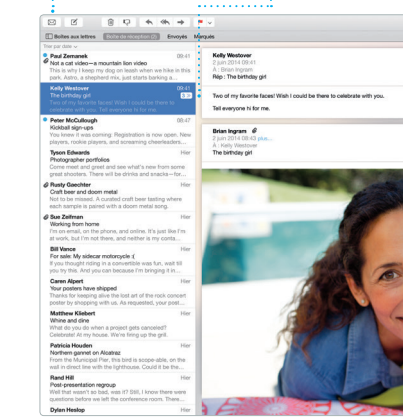 Boîtes aux lettres Boîte de réception (2) Envoyés Marqués
Trier par date
Paul Zemanek 09:41
Not a cat video—a mountain lion video
This is why I keep my dog on leash when we hike in this
park. Astro, a shepherd mix, just starts barking a...
Kelly Westover 09:41
The birthday girl 3
Two of my favorite faces! Wish I could be there to
celebrate with you. Tell everyone hi for me.
Peter McCullough 08:47
Kickball sign-ups
You knew it was coming: Registration is now open. New
players, rookie players, and screaming cheerleaders...
Tyson Edwards Hier
Photographer portfolios
Come meet and greet and see what's new from some
great shooters. There will be drinks and snacks—for...
Rusty Gaechter Hier
Craft beer and doom metal
Not to be missed. A curated craft beer tasting where
each sample is paired with a doom metal song.
Sue Zeifman Hier
Working from home
I'm on email, on the phone, and online. It's just like I'm
at work, but I'm not there, and neither is my conta...
Bill Vance Hier
For sale: My sidecar motorcycle :(
If you thought riding in a convertible was fun, wait till
you try this. And you can because I'm bringing it in...
Caren Alpert Hier
Your posters have shipped
Thanks for keeping alive the lost art of the rock concert
poster by shopping with us. As requested, your post...
Matthew Kliebert Hier
Whine and dine
What do you do when a project gets canceled?
Celebrate! At my house. We're firing up the grill.
Patricia Houden Hier
Northern gannet on Alcatraz
From the Municipal Pier, this bird is scope-able, on the
wall in direct line with the lighthouse. Could it be the...
Rand Hill Hier
Post-presentation regroup
Well that wasn't so bad, was it? Still, I know there were
questions before we left the conference room. There...
Dylan Heslop Hier
Kelly Westover
2 juin 2014 09:41
À : Brian Ingram
Rép : The birthday girl
Two of my favorite faces! Wish I could be there to celebrate with you.
Tell everyone hi for me.
Brian Ingram
2 juin 2014 08:43 plus...
À : Kelly Westover
The birthday girl